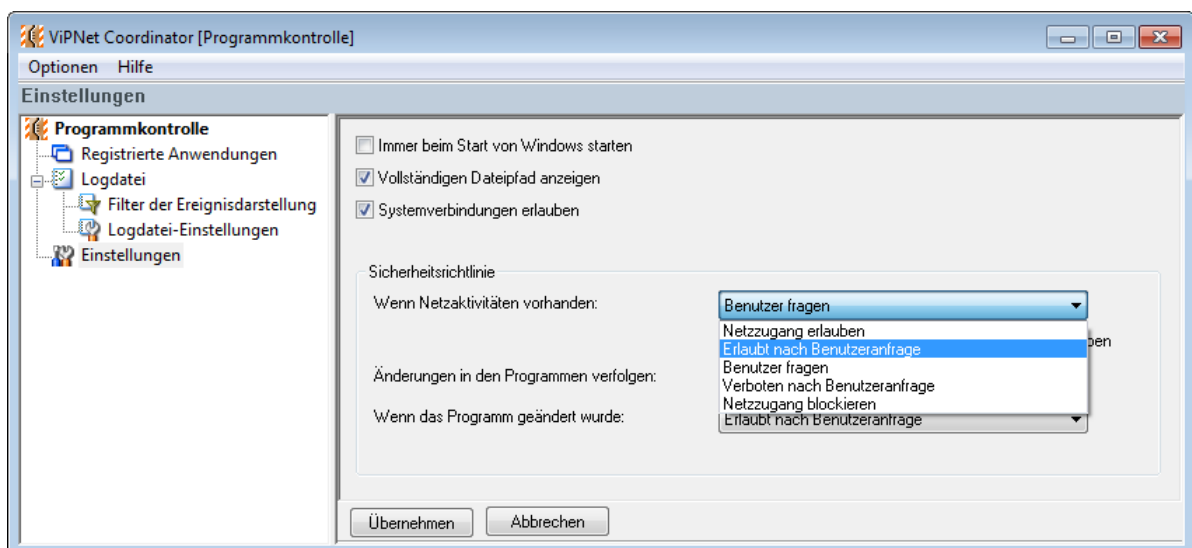 ViPNet Coordinator [Programmkontrolle]
Optionen Hilfe
Einstellungen
Programmkontrolle
Registrierte Anwendungen
Logdatei
Filter der Ereignisdarstellung
Logdatei-Einstellungen
Einstellungen
Immer beim Start von Windows starten
Vollständigen Dateipfad anzeigen
Systemverbindungen erlauben
Sicherheitsrichtlinie
Wenn Netzaktivitäten vorhanden:
Benutzer fragen
Netzzugang erlauben
Erlaubt nach Benutzeranfrage
Benutzer fragen
Verboten nach Benutzeranfrage
Netzzugang blockieren
Änderungen in den Programmen verfolgen:
Wenn das Programm geändert wurde:
Erlaubt nach Benutzeranfrage
Übernehmen
Abbrechen